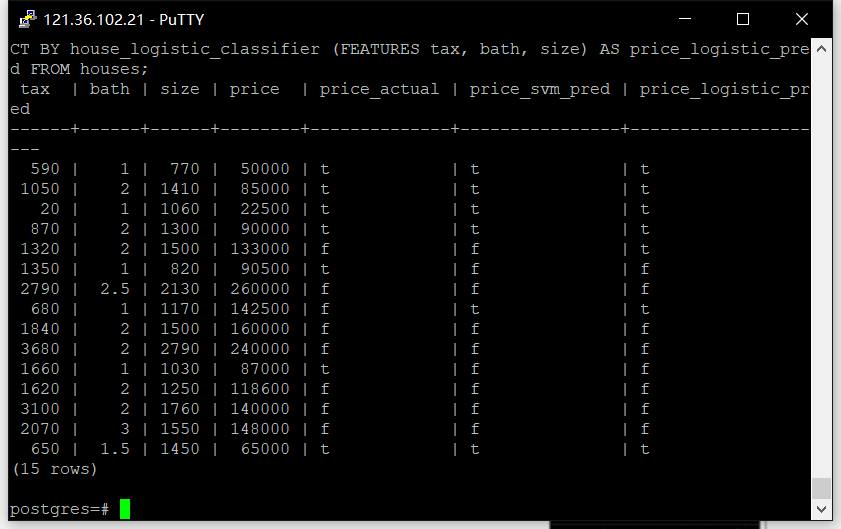 121.36.102.21 - PuTTY
CT BY house_logistic_classifier (FEATURES tax, bath, size) AS price_logistic_pre
d FROM houses;
 tax  | bath | size | price  | price_actual | price_svm_pred | price_logistic_pr
ed
------+------+------+--------+--------------+----------------+------------------
---
  590 |    1 |  770 |  50000 | t            | t              | t
 1050 |    2 | 1410 |  85000 | t            | t              | t
   20 |    1 | 1060 |  22500 | t            | t              | t
  870 |    2 | 1300 |  90000 | t            | t              | t
 1320 |    2 | 1500 | 133000 | f            | f              | t
 1350 |    1 |  820 |  90500 | t            | f              | f
 2790 |  2.5 | 2130 | 260000 | f            | f              | f
  680 |    1 | 1170 | 142500 | f            | t              | t
 1840 |    2 | 1500 | 160000 | f            | f              | f
 3680 |    2 | 2790 | 240000 | f            | f              | f
 1660 |    1 | 1030 |  87000 | t            | f              | f
 1620 |    2 | 1250 | 118600 | f            | f              | f
 3100 |    2 | 1760 | 140000 | f            | f              | f
 2070 |    3 | 1550 | 148000 | f            | f              | f
  650 |  1.5 | 1450 |  65000 | t            | t              | t
(15 rows)
postgres=#